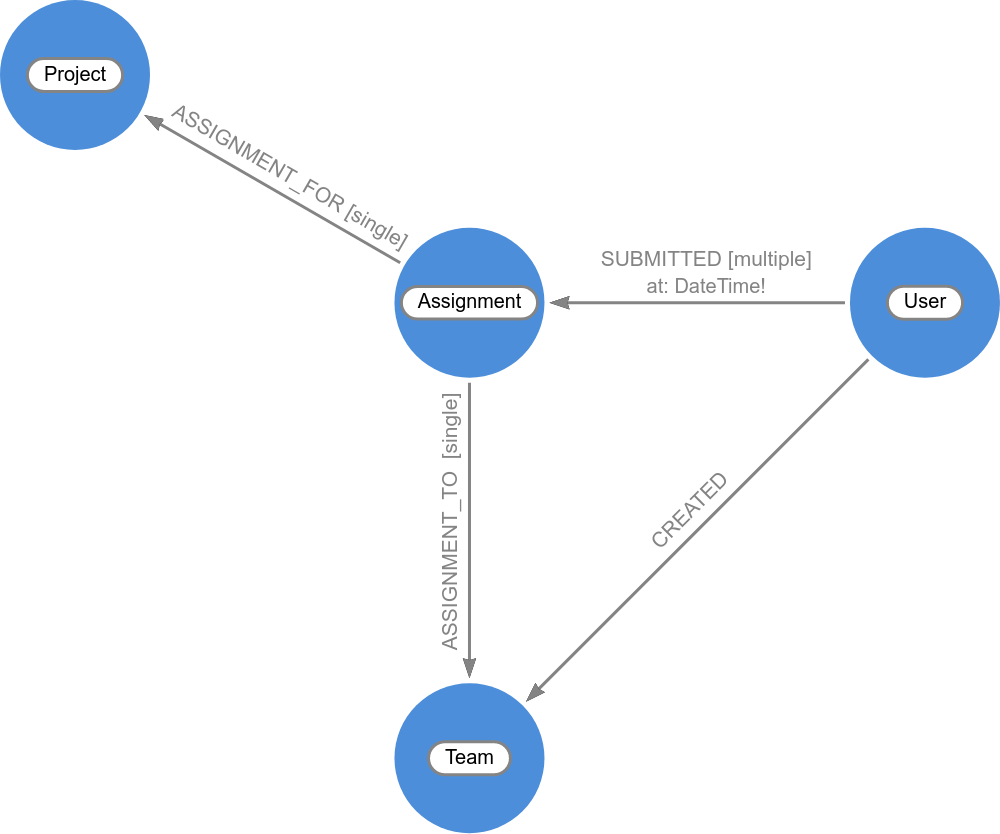 Project
ASSIGNMENT_FOR [single]
SUBMITTED [multiple]
at: DateTime!
Assignment
User
ASSIGNMENT_TO [single]
CREATED
Team